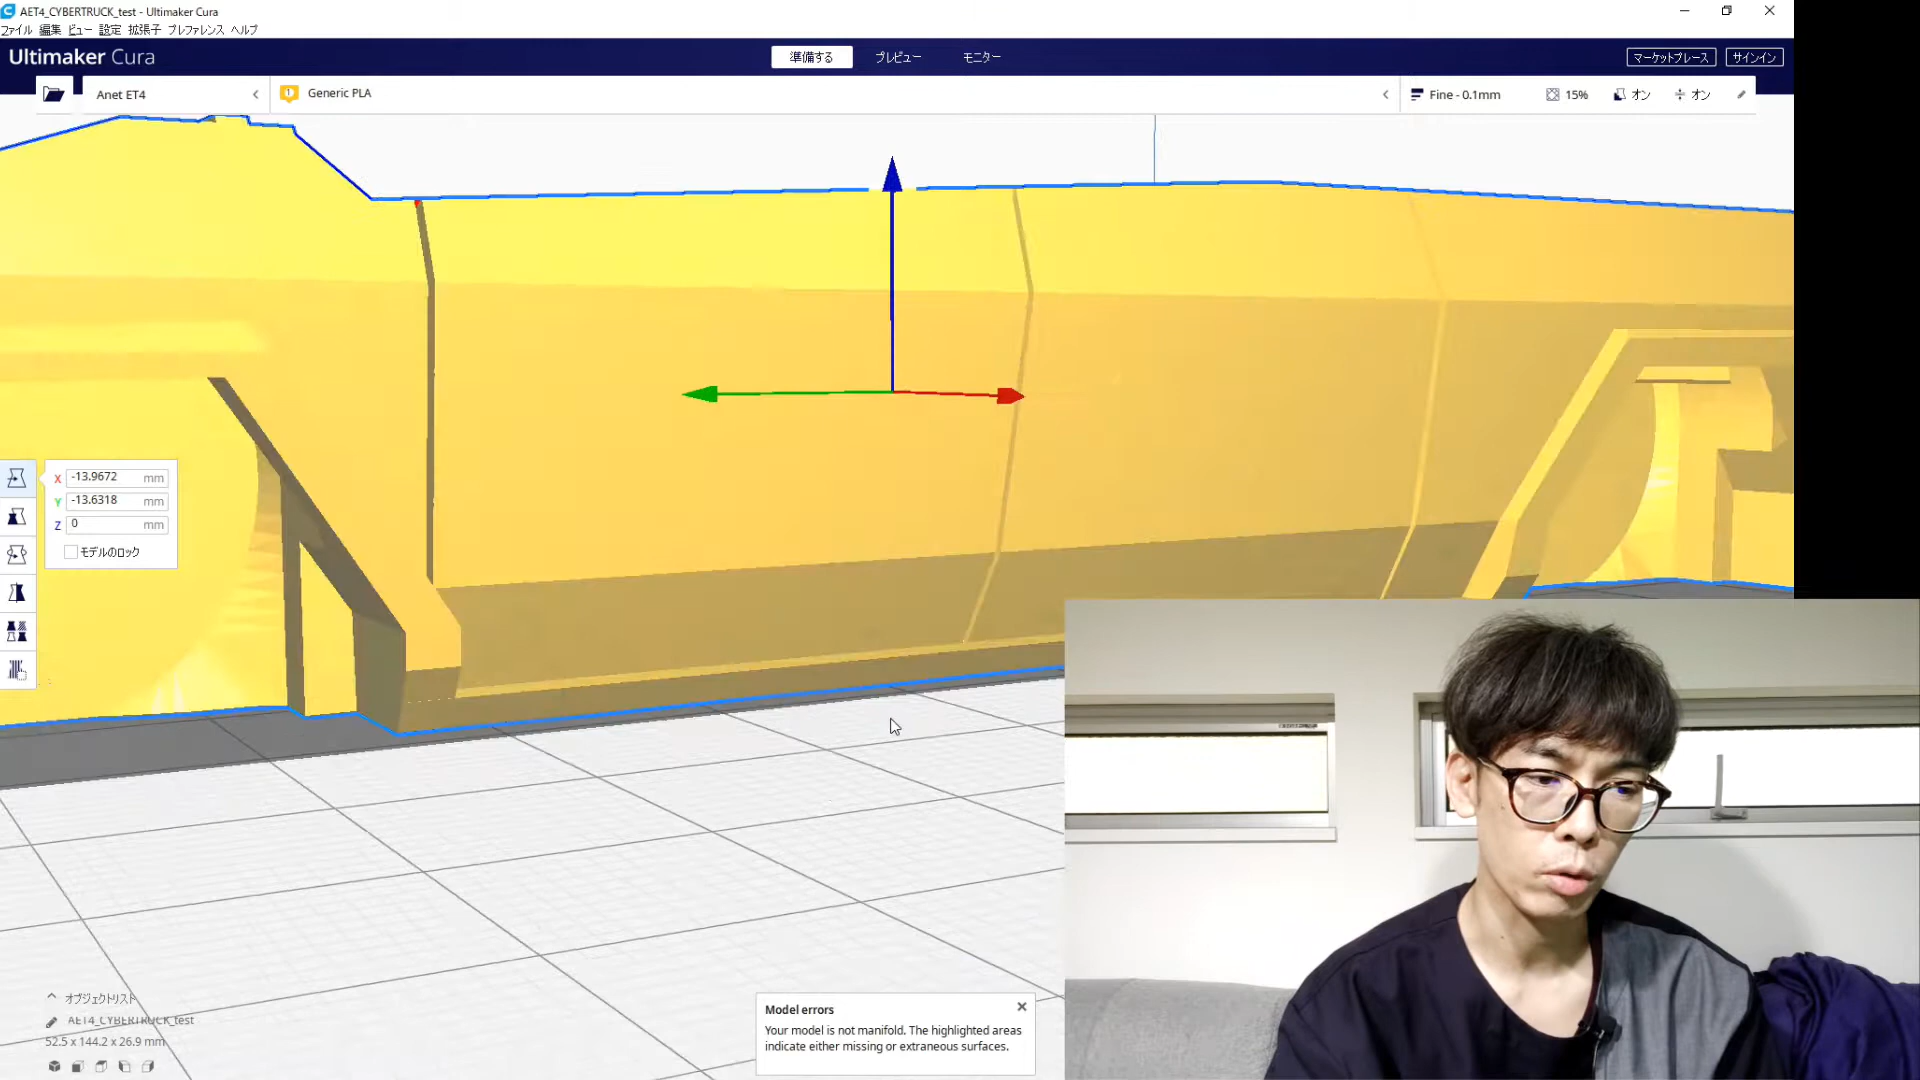 AET4_CYBERTRUCK_test - Ultimaker Cura
ファイル 編集 ビュー 設定 拡張子 プレファレンス ヘルプ
Ultimaker Cura
準備する
プレビュー
モニター
マーケットプレース
サインイン
Anet ET4
1
Generic PLA
Fine - 0.1mm
15%
オン
オン
X -13.9672 mm
Y -13.6318 mm
Z 0 mm
モデルのロック
オブジェクトリスト
AET4_CYBERTRUCK_test
52.5 x 144.2 x 26.9 mm
Model errors
Your model is not manifold. The highlighted areas
indicate either missing or extraneous surfaces.